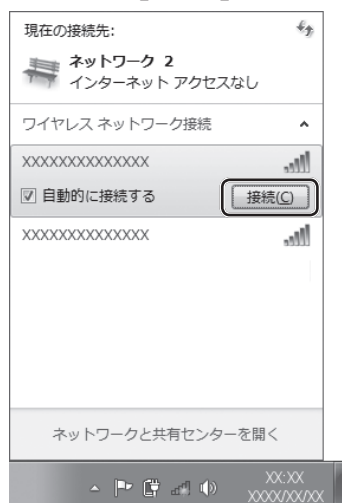 現在の接続先:
ネットワーク 2
インターネット アクセスなし
ワイヤレス ネットワーク接続
XXXXXXXXXXXXXX
自動的に接続する
接続(C)
XXXXXXXXXXXXXX
ネットワークと共有センターを開く
XX:XX
XXXX/XX/XX